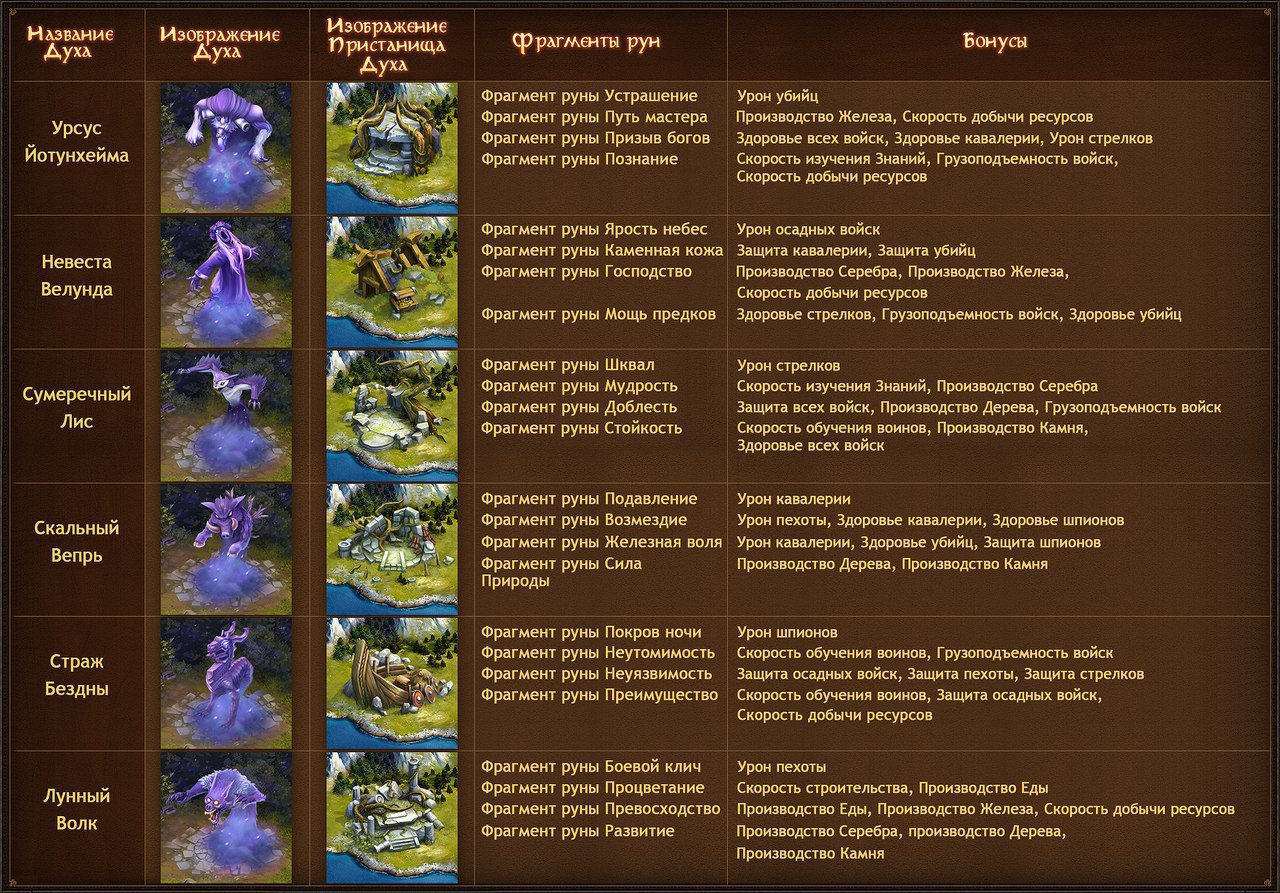 Название
Духа
Изображение
Духа
Изображение
Пристанища
Духа
Фрагменты рун
Бонусы
Урсус
Йотунхейма
Фрагмент руны Устрашение
Урон убийц
Фрагмент руны Путь мастера
Производство Железа, Скорость добычи ресурсов
Фрагмент руны Призыв богов
Здоровье всех войск, Здоровье кавалерии, Урон стрелков
Фрагмент руны Познание
Скорость изучения Знаний, Грузоподъемность войск,
Скорость добычи ресурсов
Невеста
Велунда
Фрагмент руны Ярость небес
Урон осадных войск
Фрагмент руны Каменная кожа
Защита кавалерии, Защита убийц
Фрагмент руны Господство
Производство Серебра, Производство Железа,
Скорость добычи ресурсов
Фрагмент руны Мощь предков
Здоровье стрелков, Грузоподъемность войск, Здоровье убийц
Сумеречный
Лис
Фрагмент руны Шквал
Урон стрелков
Фрагмент руны Мудрость
Скорость изучения Знаний, Производство Серебра
Фрагмент руны Доблесть
Защита всех войск, Производство Дерева, Грузоподъемность войск
Фрагмент руны Стойкость
Скорость обучения воинов, Производство Камня,
Здоровье всех войск
Скальный
Вепрь
Фрагмент руны Подавление
Урон кавалерии
Фрагмент руны Возмездие
Урон пехоты, Здоровье кавалерии, Здоровье шпионов
Фрагмент руны Железная воля
Урон кавалерии, Здоровье убийц, Защита шпионов
Фрагмент руны Сила
Природы
Производство Дерева, Производство Камня
Страж
Бездны
Фрагмент руны Покров ночи
Урон шпионов
Фрагмент руны Неутомимость
Скорость обучения воинов, Грузоподъемность войск
Фрагмент руны Неуязвимость
Защита осадных войск, Защита пехоты, Защита стрелков
Фрагмент руны Преимущество
Скорость обучения воинов, Защита осадных войск,
Скорость добычи ресурсов
Лунный
Волк
Фрагмент руны Боевой клич
Урон пехоты
Фрагмент руны Процветание
Скорость строительства, Производство Еды
Фрагмент руны Превосходство
Производство Еды, Производство Железа, Скорость добычи ресурсов
Фрагмент руны Развитие
Производство Серебра, производство Дерева,
Производство Камня